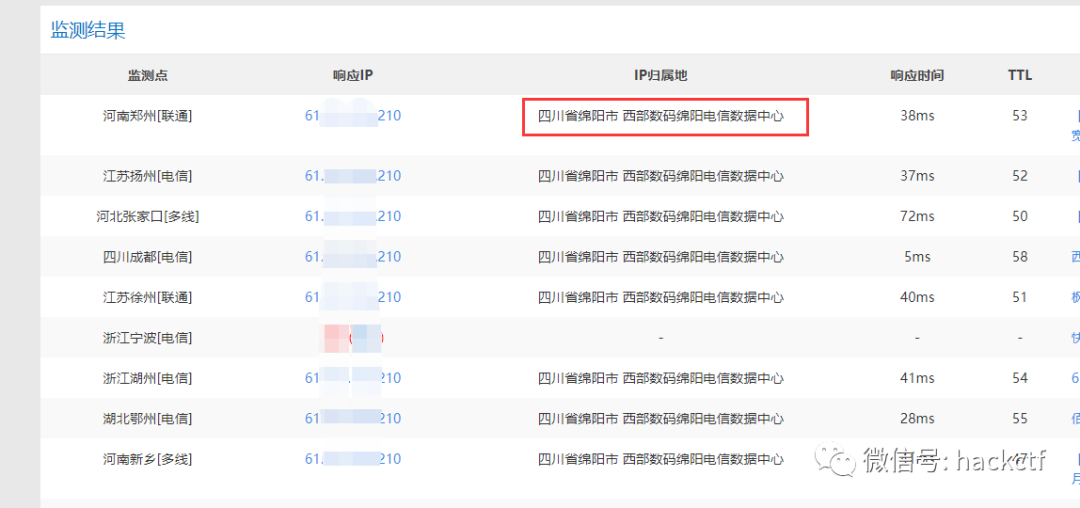 监测结果
监测点 响应IP IP归属地 响应时间 TTL
河南郑州[联通] 61 210 四川省绵阳市 西部数码绵阳电信数据中心 38ms 53
江苏扬州[电信] 61. .210 四川省绵阳市 西部数码绵阳电信数据中心 37ms 52
河北张家口[多线] 61. .210 四川省绵阳市 西部数码绵阳电信数据中心 72ms 50
四川成都[电信] 61. .210 四川省绵阳市 西部数码绵阳电信数据中心 5ms 58
江苏徐州[联通] 61 .210 四川省绵阳市 西部数码绵阳电信数据中心 40ms 51
浙江宁波[电信] - - -
浙江湖州[电信] 61 210 四川省绵阳市 西部数码绵阳电信数据中心 41ms 54
湖北鄂州[电信] 61 210 四川省绵阳市 西部数码绵阳电信数据中心 28ms 55
河南新乡[多线] 61. .210 四川省绵阳市 西部数码绵阳电信数据中心 47
微信号: hackctf